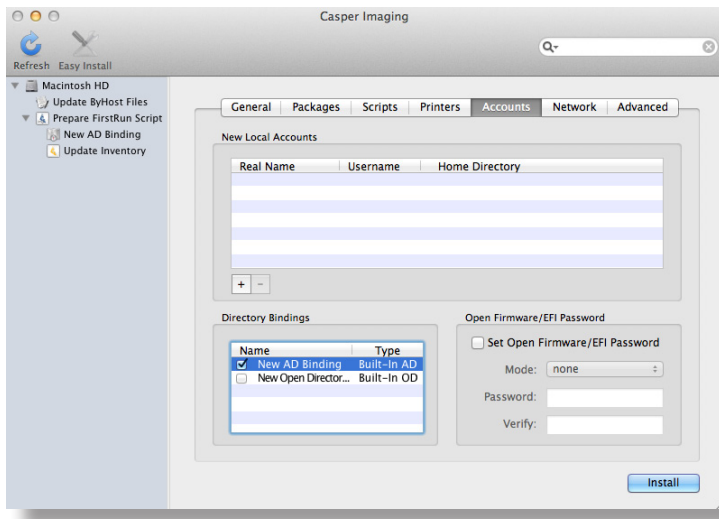 Casper Imaging
Refresh Easy Install
Macintosh HD
Update ByHost Files
Prepare FirstRun Script
New AD Binding
Update Inventory
General Packages Scripts Printers Accounts Network Advanced
New Local Accounts
Real Name Username Home Directory
+ −
Directory Bindings
Name Type
New AD Binding Built-In AD
New Open Director... Built-In OD
Open Firmware/EFI Password
Set Open Firmware/EFI Password
Mode: none
Password:
Verify:
Install